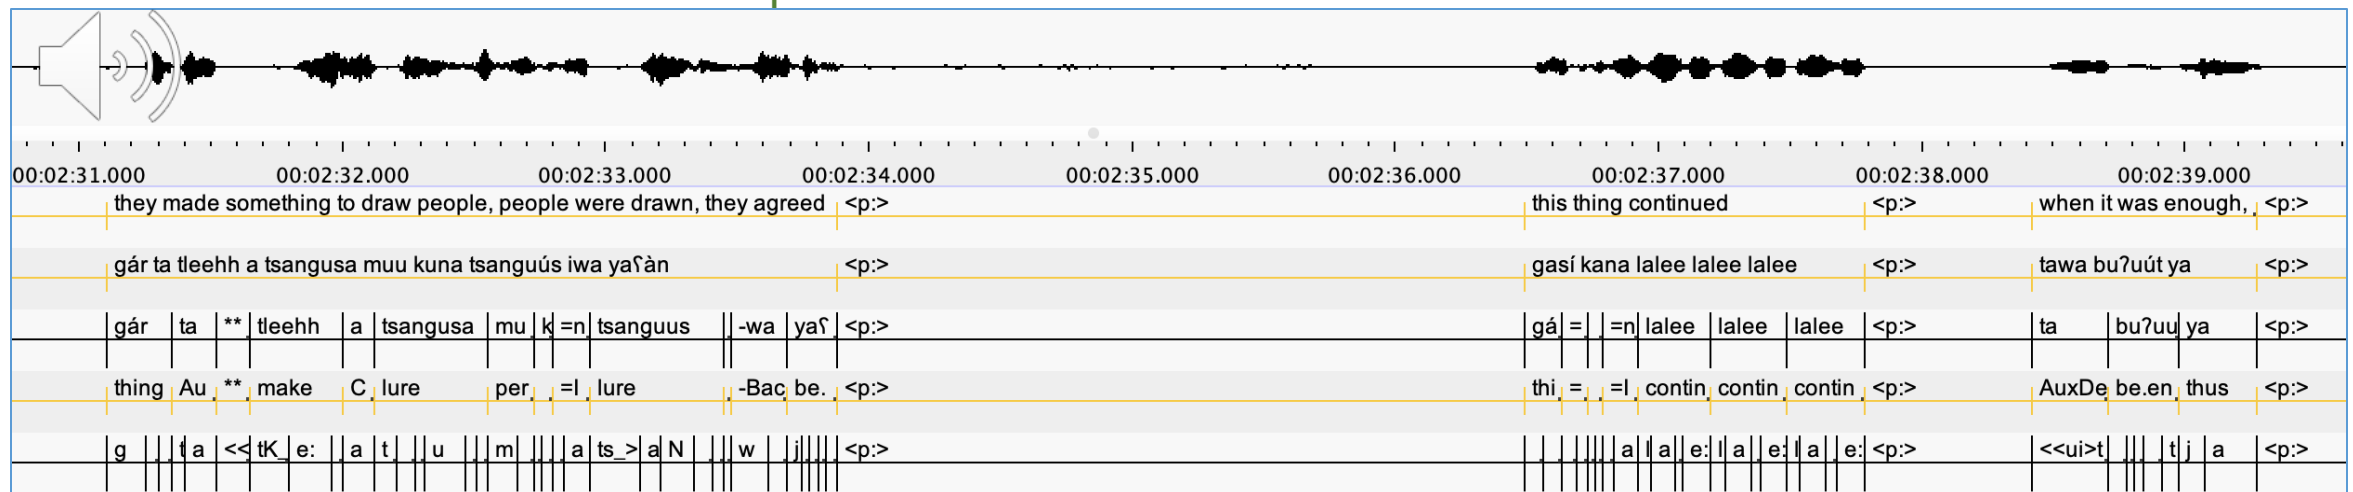 00:02:31.000 00:02:32.000 00:02:33.000 00:02:34.000 00:02:35.000 00:02:36.000 00:02:37.000 00:02:38.000 00:02:39.000
they made something to draw people, people were drawn, they agreed <p:> this thing continued <p:> when it was enough, <p:>
gár ta tleehh a tsangusa muu kuna tsanguús iwa yaʕàn <p:> gasí kana lalee lalee lalee <p:> tawa buʔuút ya <p:>
gár ta ** tleehh a tsangusa mu k =n tsanguus -wa yaʕ <p:> gá = =n lalee lalee lalee <p:> ta buʔuu ya <p:>
thing Au ** make C lure per =I lure -Bac be. <p:> thi = =I contin contin contin <p:> AuxDe be.en thus <p:>
g t a << tK_ e: a t u m a ts_> a N w j <p:> a l a e: l a e: l a e: <p:> <<ui>t t j a <p:>